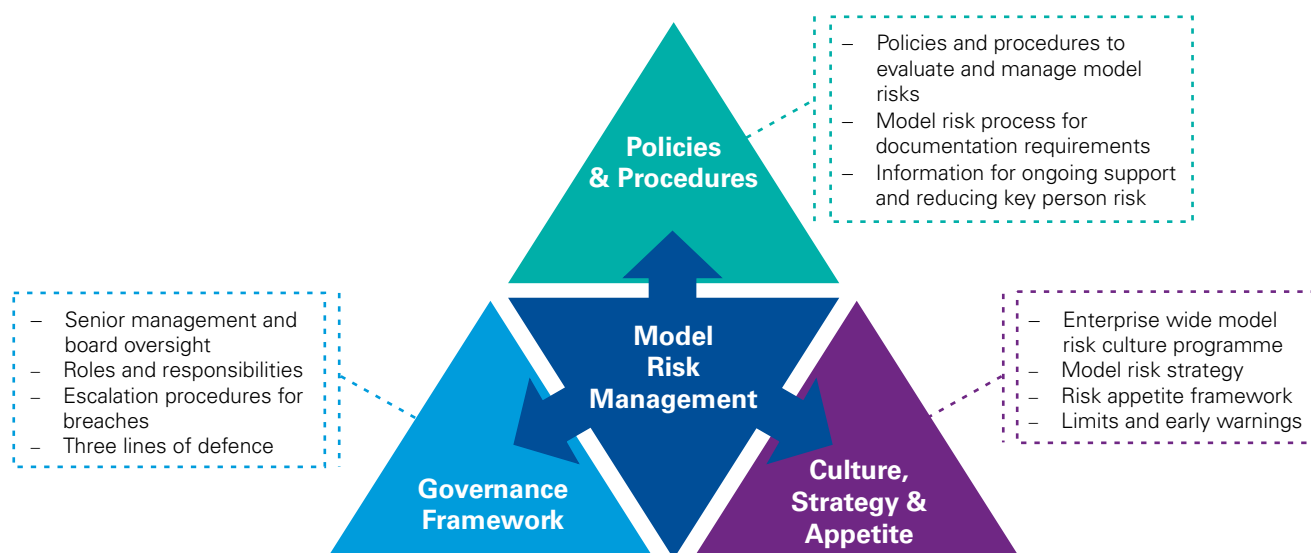 – Policies and procedures to
evaluate and manage model
risks
– Model risk process for
documentation requirements
– Information for ongoing support
and reducing key person risk
Policies
& Procedures
– Senior management and
board oversight
– Roles and responsibilities
– Escalation procedures for
breaches
– Three lines of defence
Model
Risk
Management
– Enterprise wide model
risk culture programme
– Model risk strategy
– Risk appetite framework
– Limits and early warnings
Governance
Framework
Culture,
Strategy &
Appetite